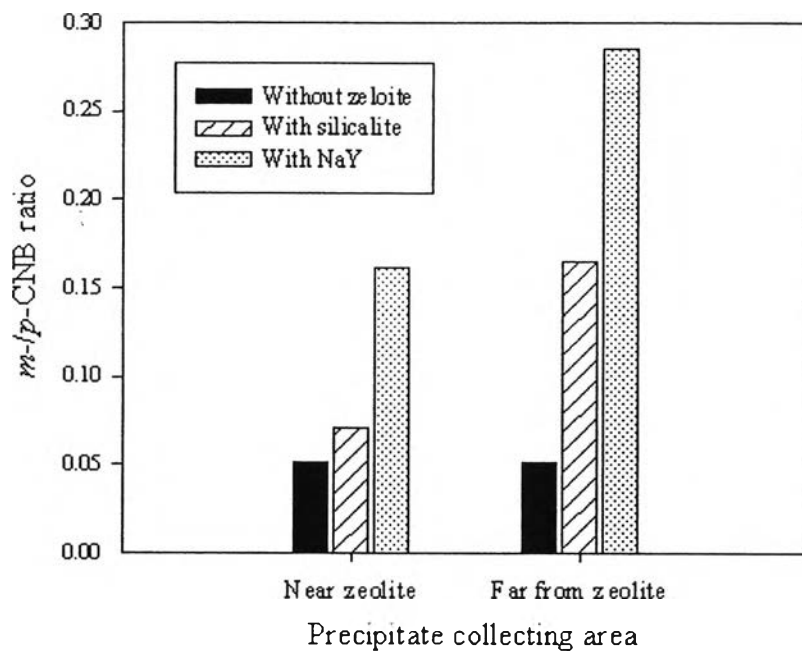 0.30
0.25
0.20
0.15
0.10
0.05
0.00
m-/p-CNB ratio
Without zeloite
With silicalite
With NaY
Near zeolite
Far from zeolite
Precipitate collecting area